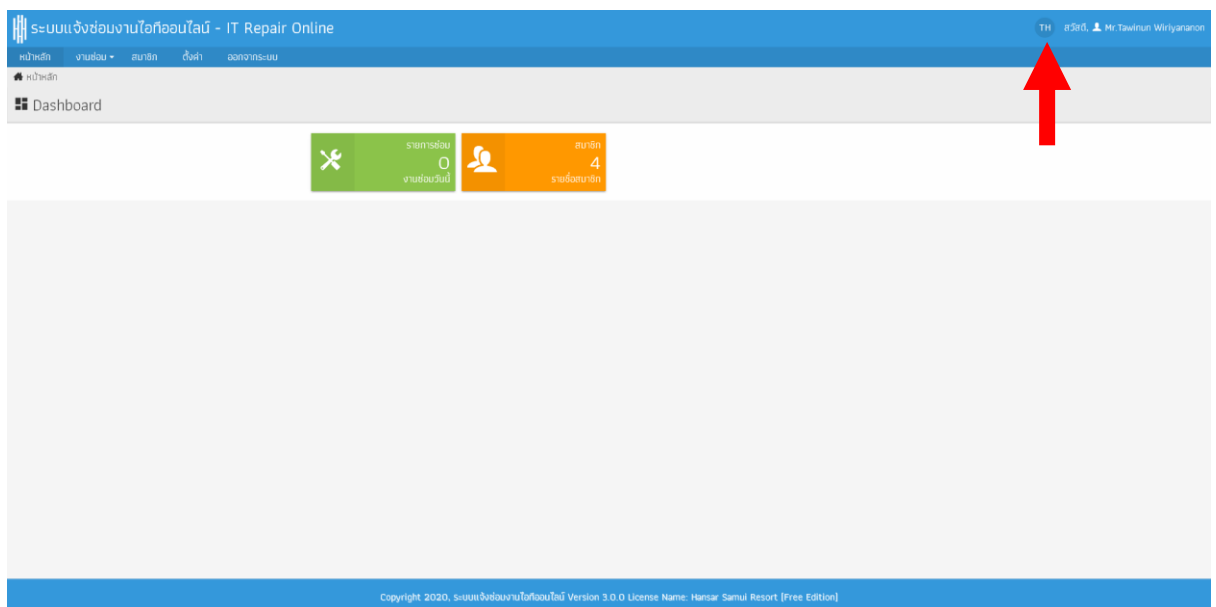 ระบบแจ้งซ่อมงานไอทีออนไลน์ - IT Repair Online
TH สวัสดี, Mr.Tawinun Wiriyananon
หน้าหลัก งานซ่อม สมาชิก ตั้งค่า ออกจากระบบ
หน้าหลัก
Dashboard
รายการซ่อม
0
งานซ่อมวันนี้
สมาชิก
4
รายชื่อสมาชิก
Copyright 2020, ระบบแจ้งซ่อมงานไอทีออนไลน์ Version 3.0.0 License Name: Hansar Samui Resort [Free Edition]